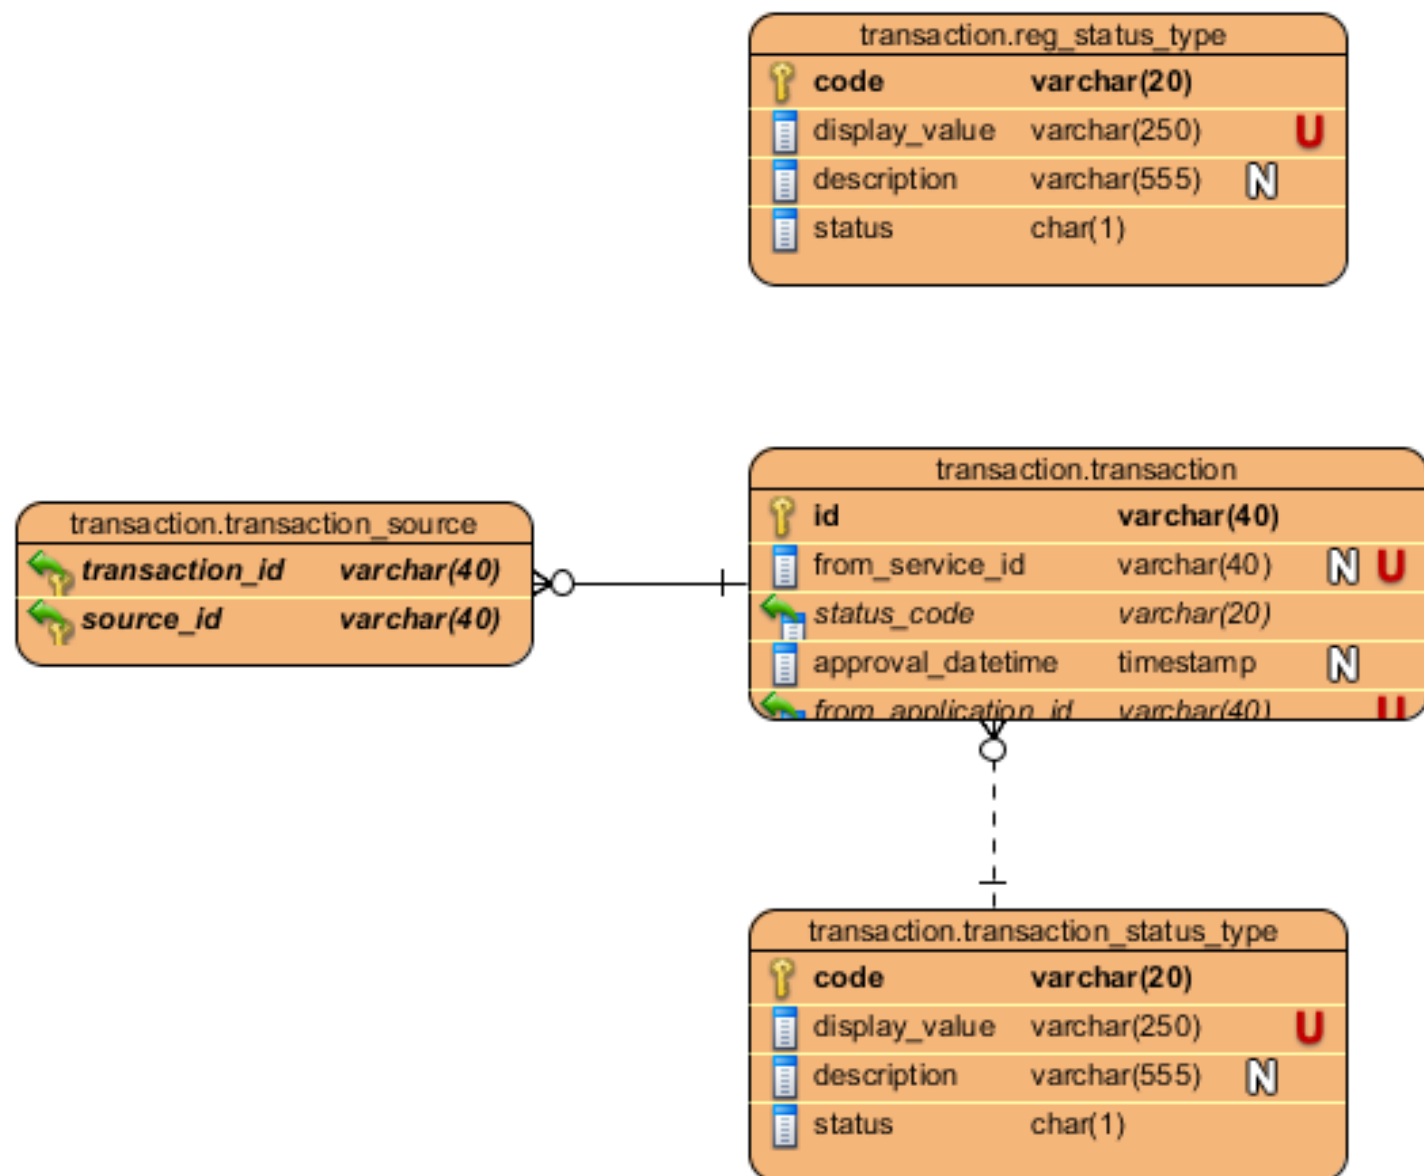 transaction.reg_status_type
code varchar(20)
display_value varchar(250) U
description varchar(555) N
status char(1)
transaction.transaction
id varchar(40)
from_service_id varchar(40) N U
status_code varchar(20)
approval_datetime timestamp N
from_application_id varchar(40) U
transaction.transaction_source
transaction_id varchar(40)
source_id varchar(40)
transaction.transaction_status_type
code varchar(20)
display_value varchar(250) U
description varchar(555) N
status char(1)